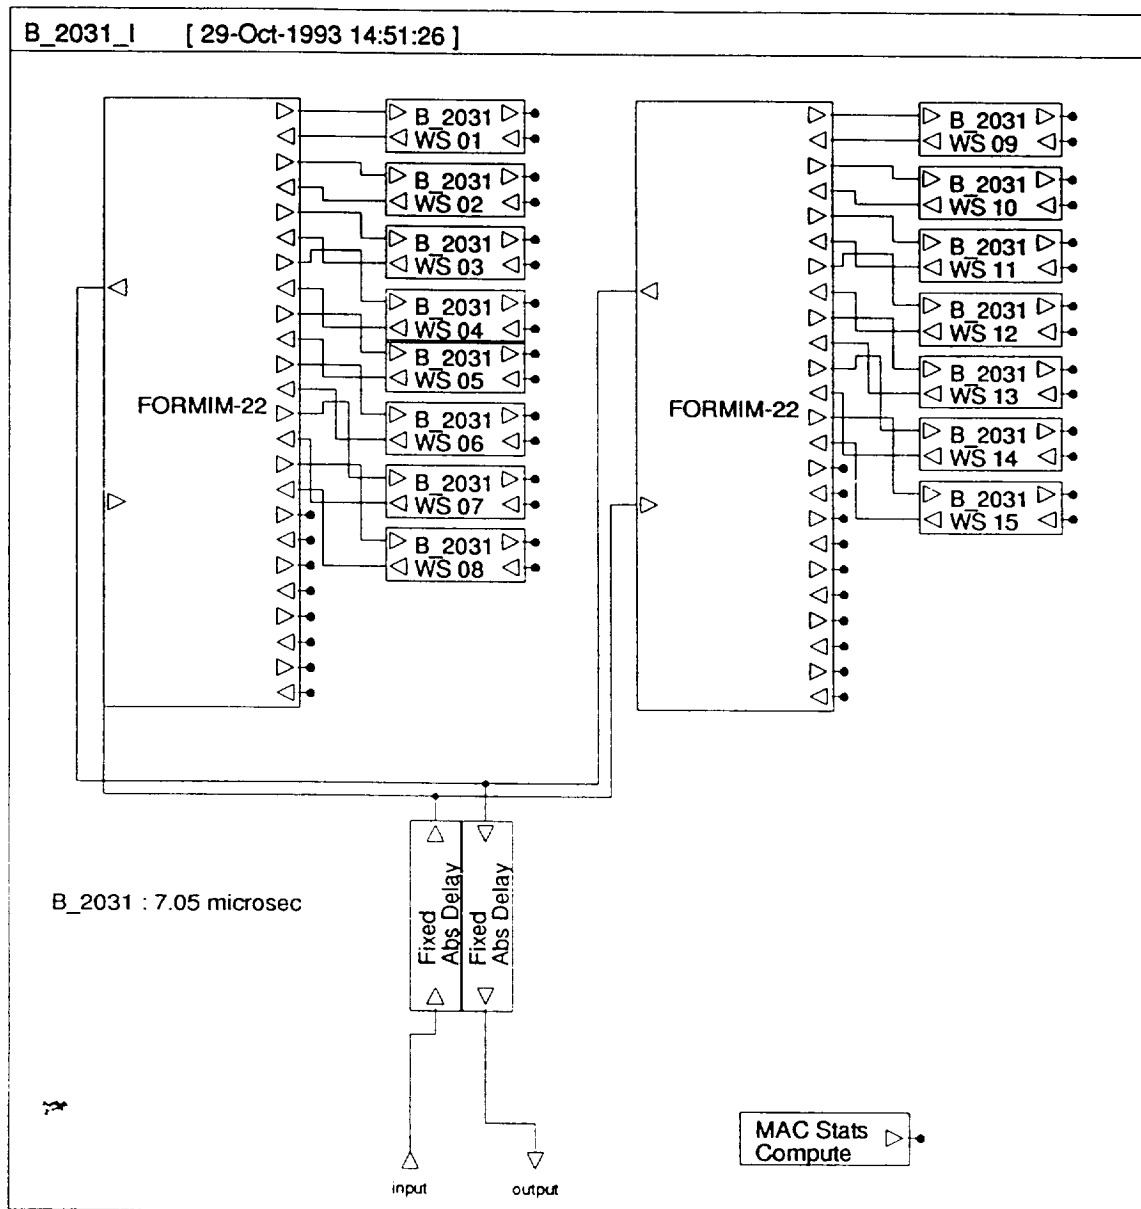 B_2031_I [ 29-Oct-1993 14:51:26 ]
B_2031
WS 01
B_2031
WS 02
B_2031
WS 03
B_2031
WS 04
B_2031
WS 05
B_2031
WS 06
B_2031
WS 07
B_2031
WS 08
FORMIM-22
B_2031
WS 09
B_2031
WS 10
B_2031
WS 11
B_2031
WS 12
B_2031
WS 13
B_2031
WS 14
B_2031
WS 15
FORMIM-22
B_2031 : 7.05 microsec
Fixed
Abs Delay
Fixed
Abs Delay
input
output
MAC Stats
Compute